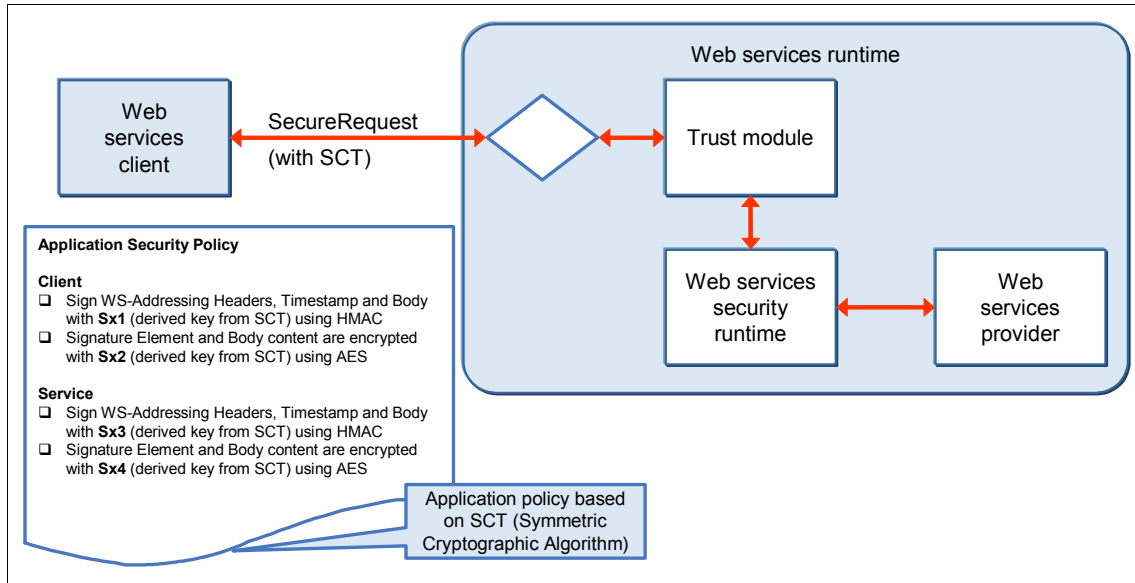 Web services runtime
Web
services
client
SecureRequest
(with SCT)
Trust module
Web services
security
runtime
Web
services
provider
Application Security Policy
Client
❑ Sign WS-Addressing Headers, Timestamp and Body
with Sx1 (derived key from SCT) using HMAC
❑ Signature Element and Body content are encrypted
with Sx2 (derived key from SCT) using AES
Service
❑ Sign WS-Addressing Headers, Timestamp and Body
with Sx3 (derived key from SCT) using HMAC
❑ Signature Element and Body content are encrypted
with Sx4 (derived key from SCT) using AES
Application policy based
on SCT (Symmetric
Cryptographic Algorithm)